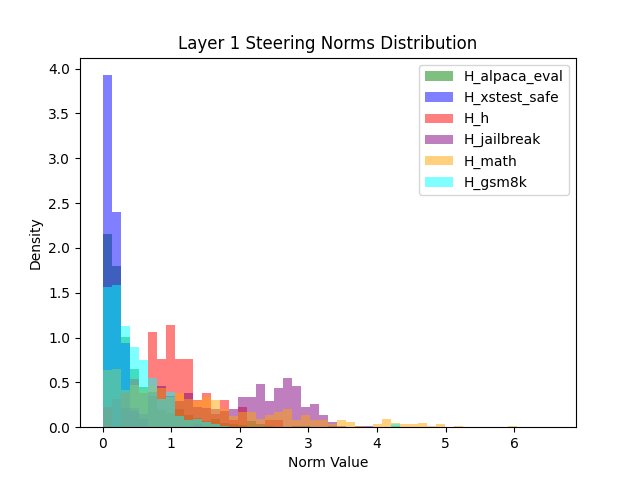 Layer 1 Steering Norms Distribution
4.0
3.5
3.0
2.5
2.0
1.5
1.0
0.5
0.0
Density
H_alpaca_eval
H_xstest_safe
H_h
H_jailbreak
H_math
H_gsm8k
0 1 2 3 4 5 6
Norm Value